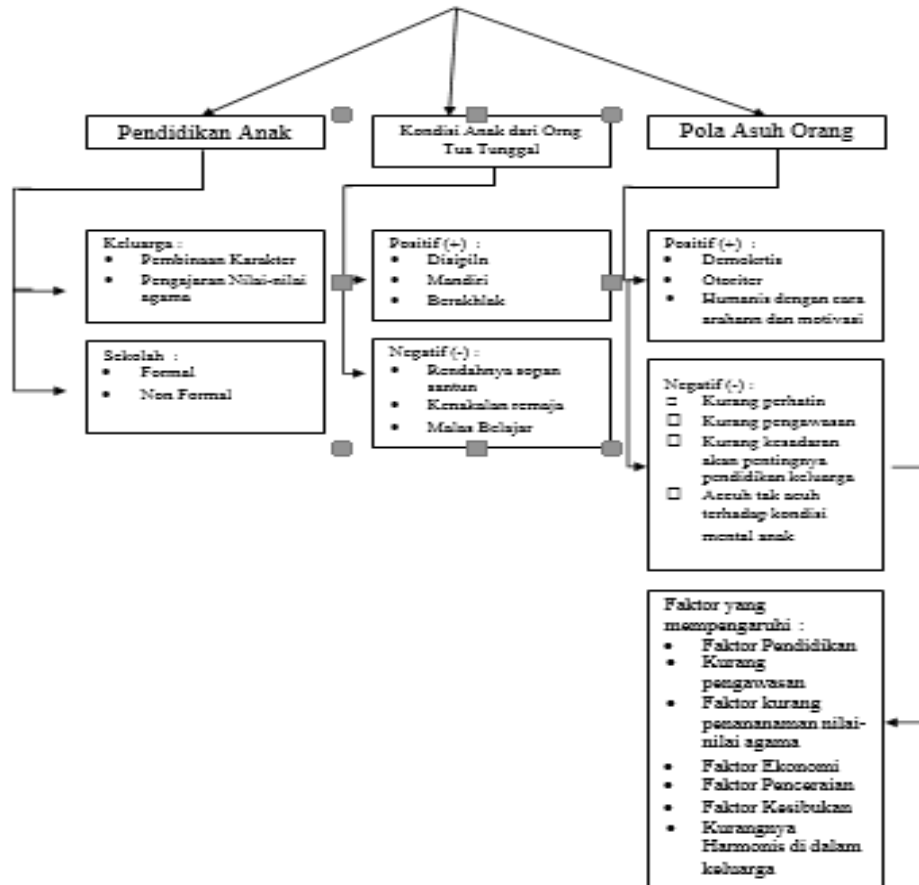 Pendidikan Anak
Kondisi Anak dari Orng
Tua Tunggal
Pola Asuh Orang
Keluarga :
• Pembinaan Karakter
• Pengajaran Nilai-nilai
agama
Sekolah :
• Formal
• Non Formal
Positif (+) :
• Disipiln
• Mandiri
• Berakhlak
Negatif (-) :
• Rendahnya sopan
santun
• Kenakalan remaja
• Malas Belajar
Positif (+) :
• Demokrtis
• Otoriter
• Humanis dengan cara
arahann dan motivasi
Negatif (-) :
□ Kurang perhatin
□ Kurang pengawasan
□ Kurang kesadaran
akan pentingnya
pendidikan keluarga
□ Accuh tak acuh
terhadap kondisi
mental anak
Faktor yang
mempengaruhi :
• Faktor Pendidikan
• Kurang
pengawasan
• Faktor kurang
penananaman nilai-
nilai agama
• Faktor Ekonomi
• Faktor Penceraian
• Faktor Kesibukan
• Kurangnya
Harmonis di dalam
keluarga